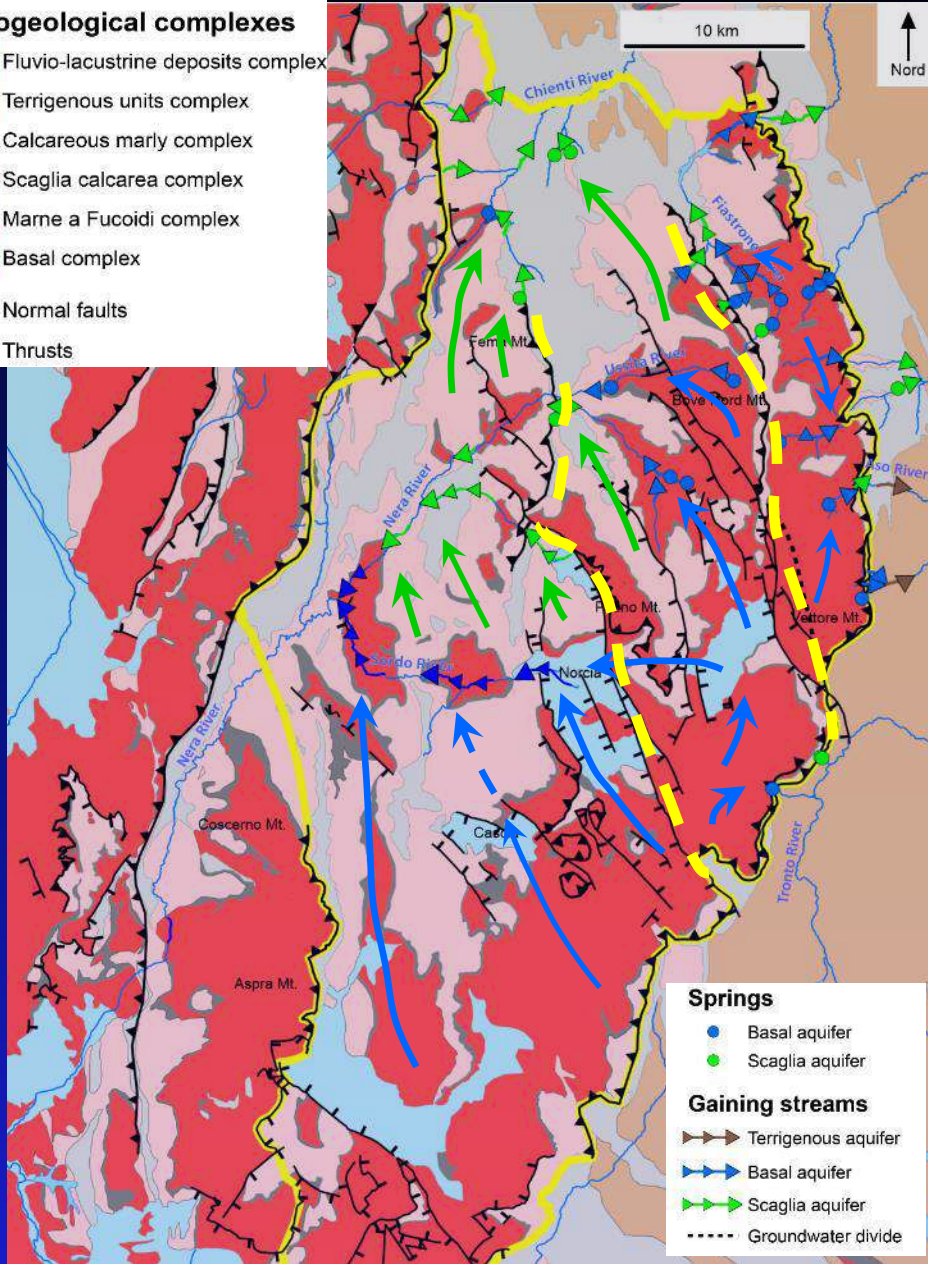 ogeological complexes
Fluvio-lacustrine deposits complex
Terrigenous units complex
Calcareous marly complex
Scaglia calcarea complex
Marne a Fucoidi complex
Basal complex
Normal faults
Thrusts
10 km
Nord
Chienti River
Fiastrone
Fema Mt.
Ussita River
Bove Nord Mt.
Nera River
Aso River
Vettore Mt.
Sordo River
Norcia
Nera River
Coscerno Mt.
Tronto River
Aspra Mt.
Springs
Basal aquifer
Scaglia aquifer
Gaining streams
Terrigenous aquifer
Basal aquifer
Scaglia aquifer
Groundwater divide